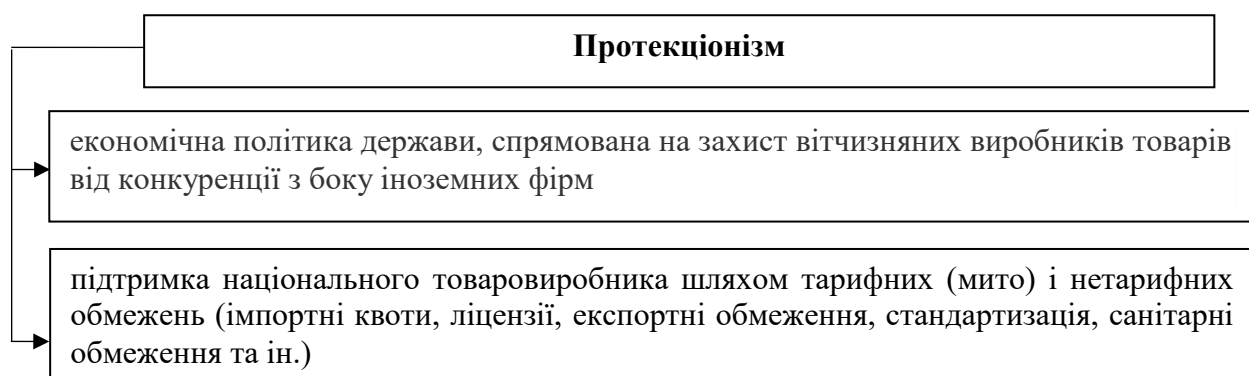 Протекціонізм
економічна політика держави, спрямована на захист вітчизняних виробників товарів
від конкуренції з боку іноземних фірм
підтримка національного товаровиробника шляхом тарифних (мито) і нетарифних
обмежень (імпортні квоти, ліцензії, експортні обмеження, стандартизація, санітарні
обмеження та ін.)